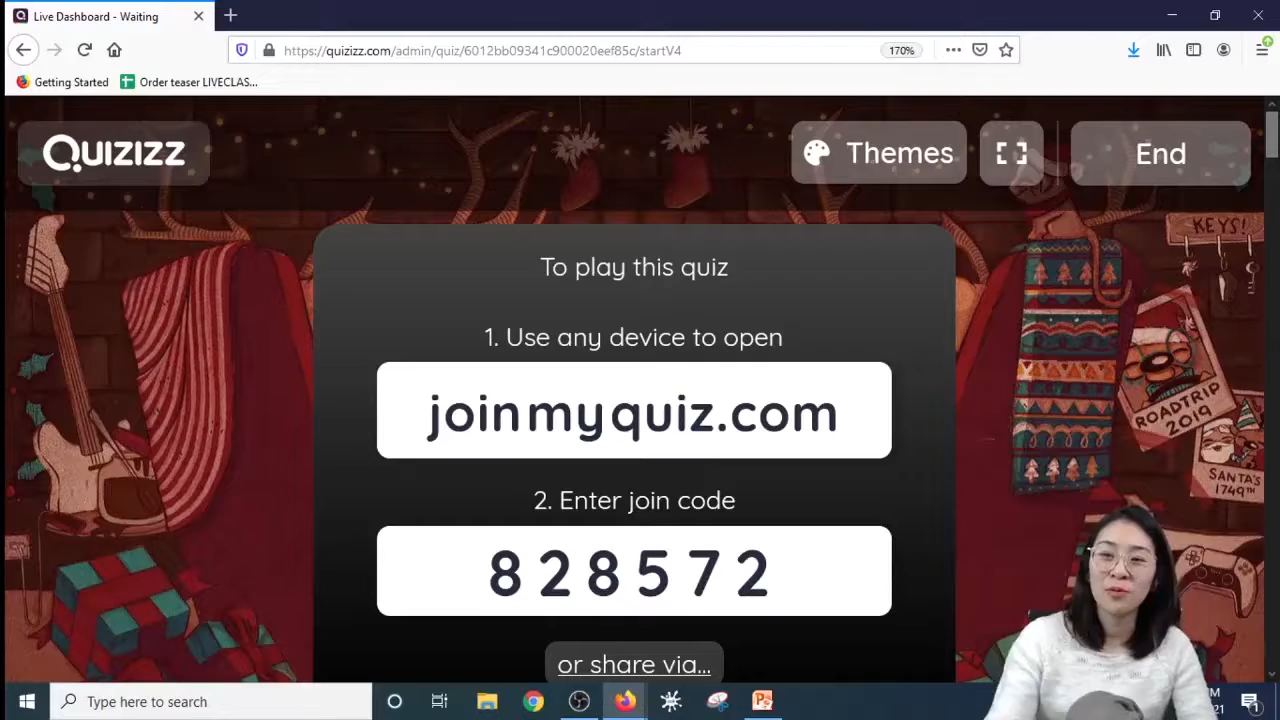 Live Dashboard - Waiting
https://quizizz.com/admin/quiz/6012bb09341c900020eef85c/startV4
170%
Getting Started
Order teaser LIVECLAS...
QUIZIZZ
Themes
End
KEYS!
To play this quiz
1. Use any device to open
joinmyquiz.com
ROADTRIP
2019
SANTA'S
1749TH
2. Enter join code
828572
or share via...
Type here to search
1